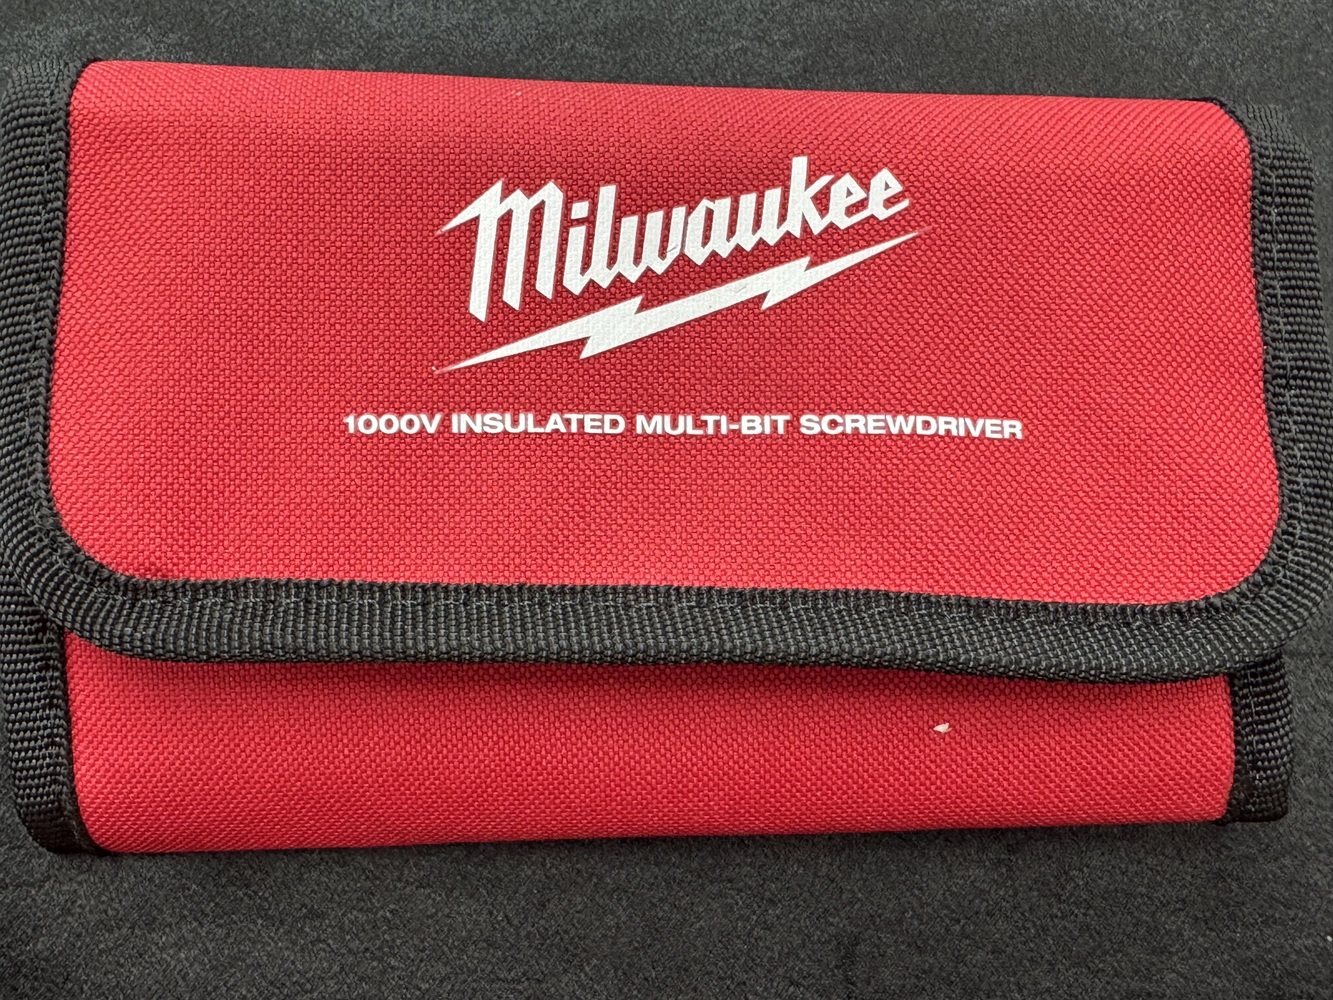 Milwaukee
1000V INSULATED MULTI-BIT SCREWDRIVER